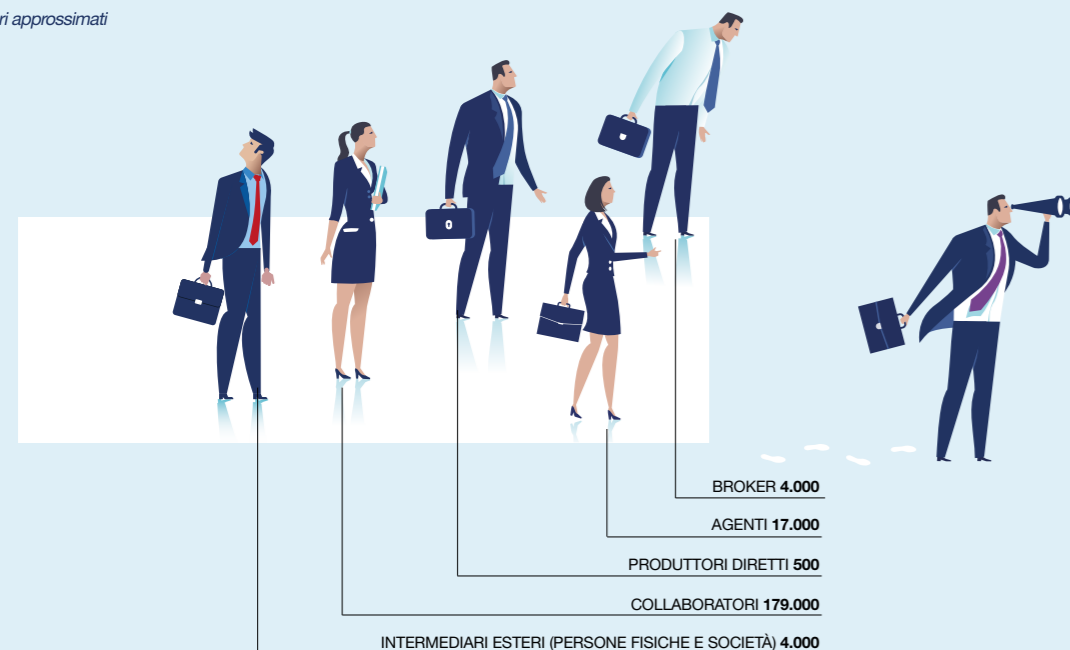 approssimati
BROKER 4.000
AGENTI 17.000
PRODUTTORI DIRETTI 500
COLLABORATORI 179.000
INTERMEDIARI ESTERI (PERSONE FISICHE E SOCIETÀ) 4.000